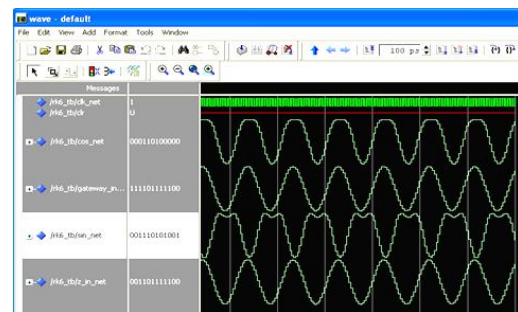 wave - default
File Edit View Add Format Tools Window
100 ps
Messages
/rk6_tb/clk_net 1
/rk6_tb/clr U
/rk6_tb/cos_net 000110100000
/rk6_tb/gateway_in... 111101111100
/rk6_tb/sin_net 001110101001
/rk6_tb/z_in_net 001101111100